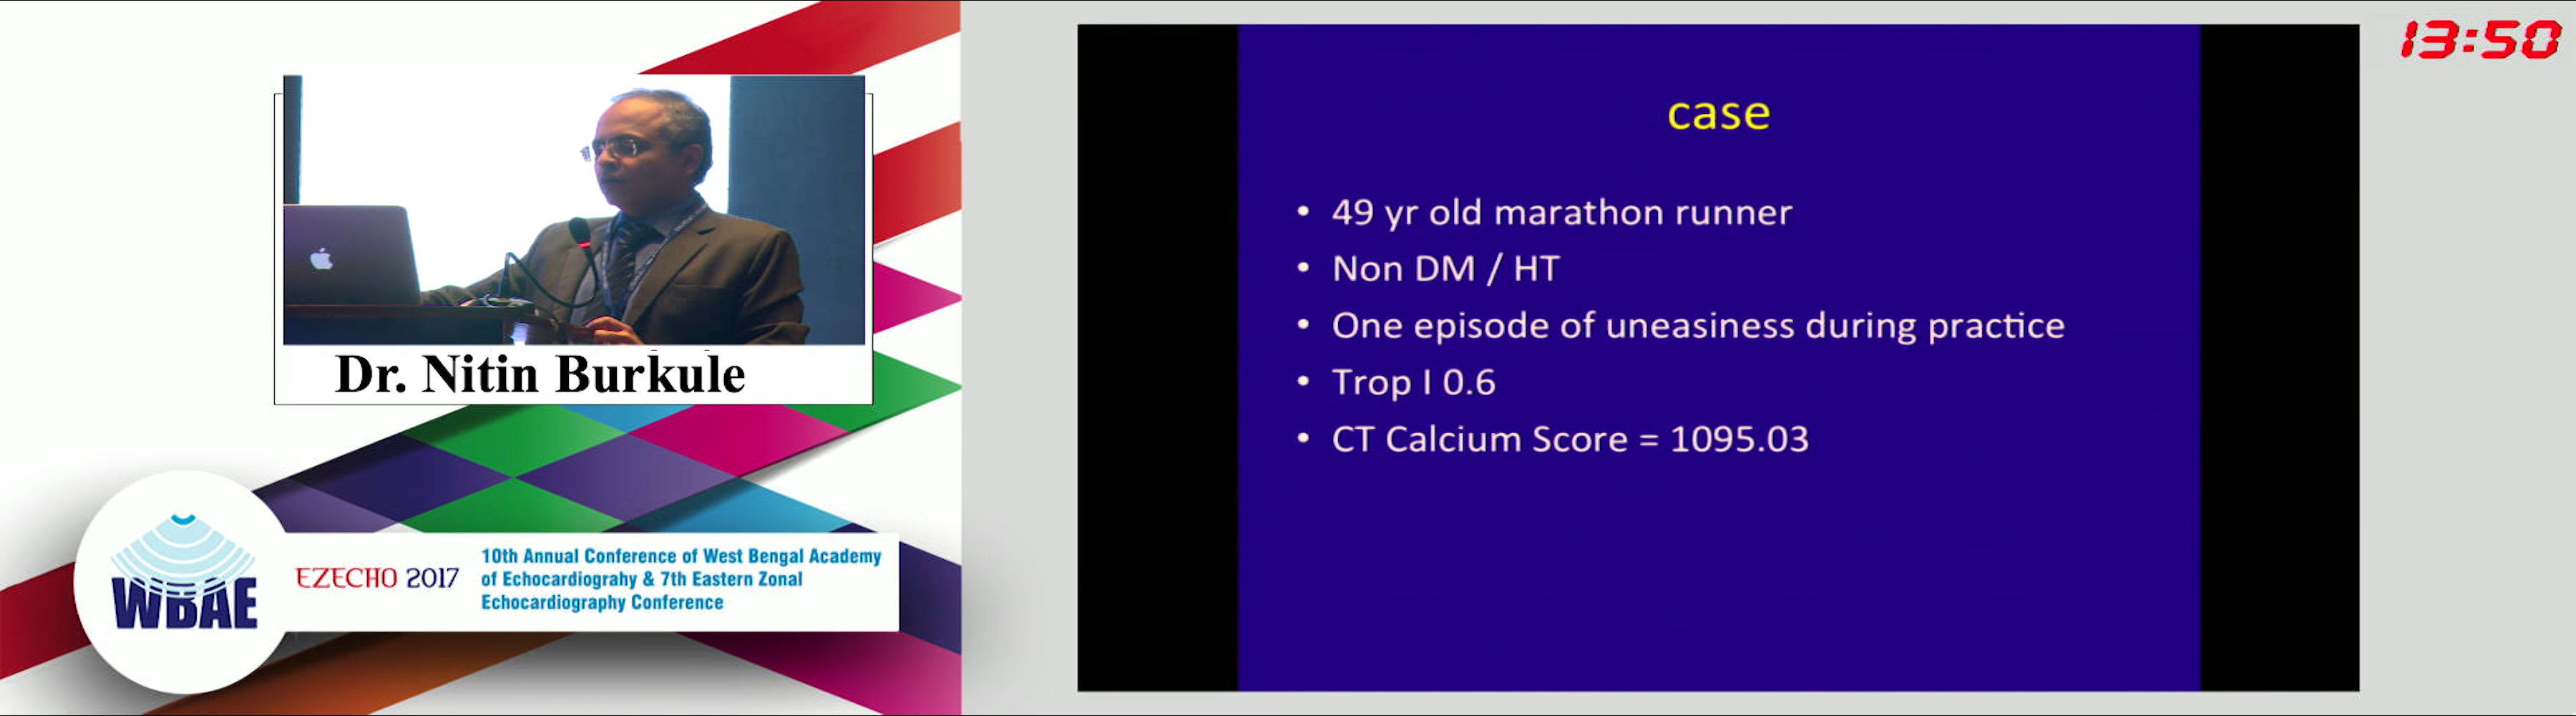 13:50
case
• 49 yr old marathon runner
• Non DM / HT
• One episode of uneasiness during practice
• Trop I 0.6
• CT Calcium Score = 1095.03
Dr. Nitin Burkule
WBAE
EZECHO 2017
10th Annual Conference of West Bengal Academy
of Echocardiograhy & 7th Eastern Zonal
Echocardiography Conference